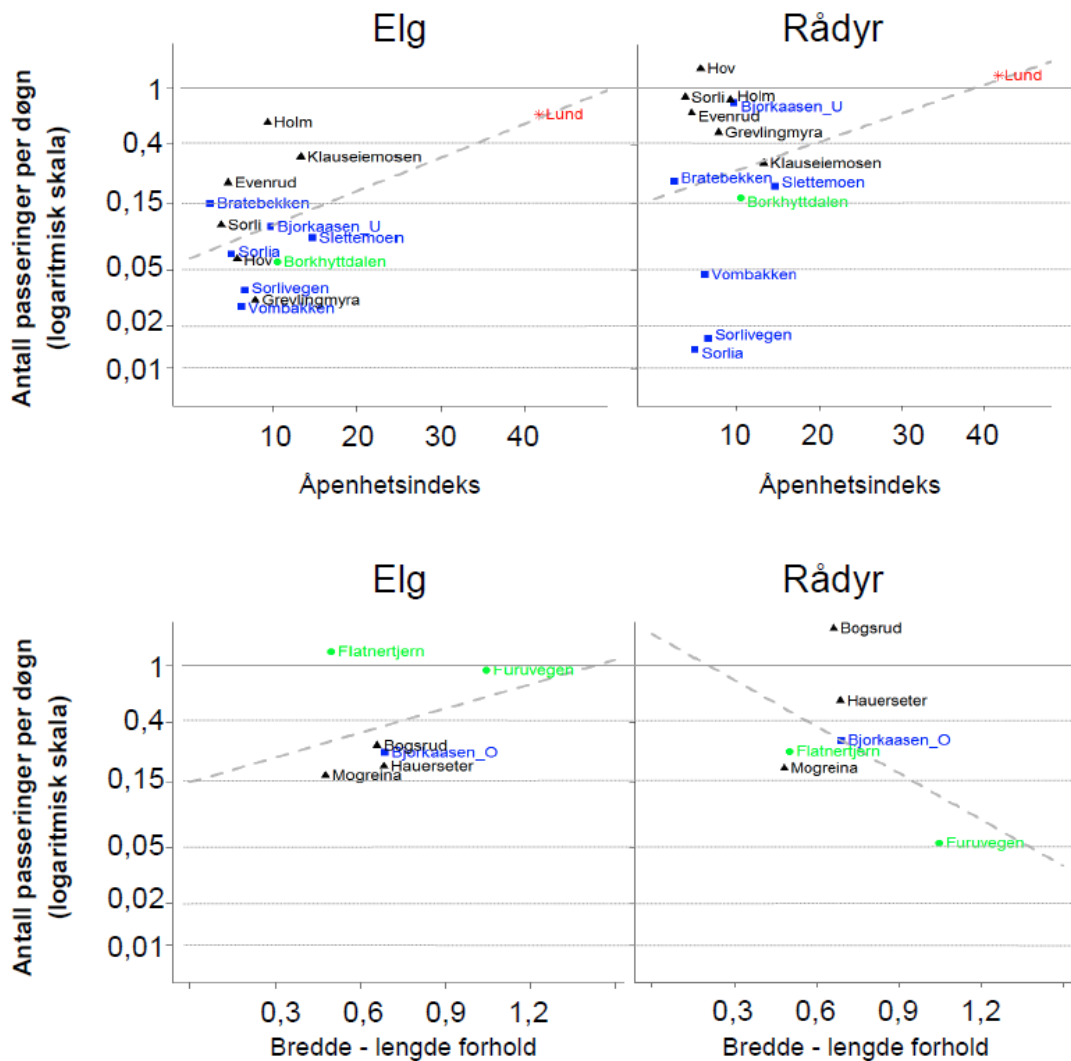 Elg
Rådyr
Antall passeringer per døgn
(logaritmisk skala)
1
0,4
0,15
0,05
0,02
0,01
Holm
Lund
Klauseiemosen
Evenrud
Bratebekken
Sorli
Bjorkaasen_U
Slettemoen
Sorlia
Hov
Borkhyttdalen
Sorlivegen
Grevlingmyra
Vombakken
10
20
30
40
Åpenhetsindeks
Hov
Lund
Sorli
Holm
Bjorkaasen_U
Evenrud
Grevlingmyra
Klauseiemosen
Bratebekken
Slettemoen
Borkhyttdalen
Vombakken
Sorlivegen
Sorlia
10
20
30
40
Åpenhetsindeks
Elg
Rådyr
Antall passeringer per døgn
(logaritmisk skala)
1
0,4
0,15
0,05
0,02
0,01
Flatnertjern
Furuvegen
Bogsrud
Bjorkaasen_O
Hauerseter
Mogreina
0,3
0,6
0,9
1,2
Bredde - lengde forhold
Bogsrud
Hauerseter
Bjorkaasen_O
Flatnertjern
Mogreina
Furuvegen
0,3
0,6
0,9
1,2
Bredde - lengde forhold